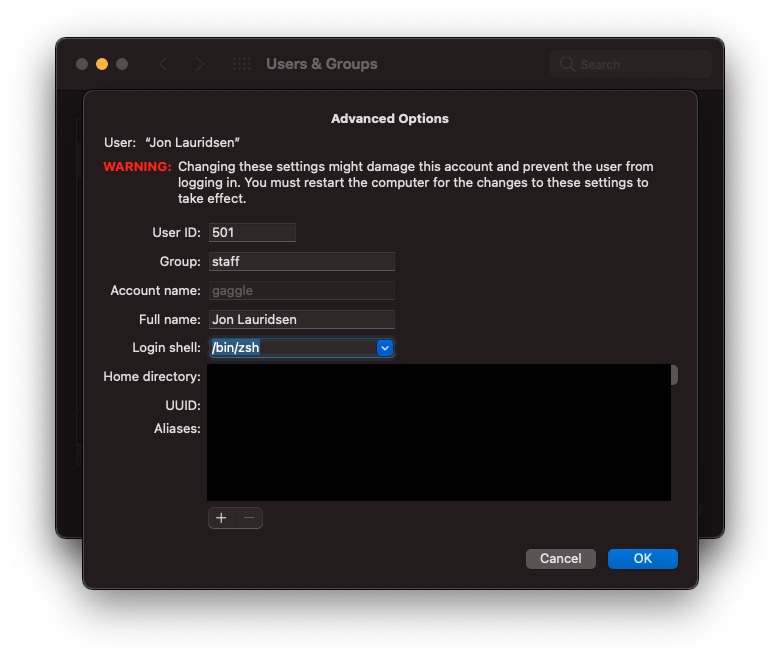 Users & Groups
Search
Advanced Options
User: “Jon Lauridsen”
WARNING: Changing these settings might damage this account and prevent the user from
logging in. You must restart the computer for the changes to these settings to
take effect.
User ID: 501
Group: staff
Account name: gaggle
Full name: Jon Lauridsen
Login shell: /bin/zsh
Home directory:
UUID:
Aliases:
+ −
Cancel OK